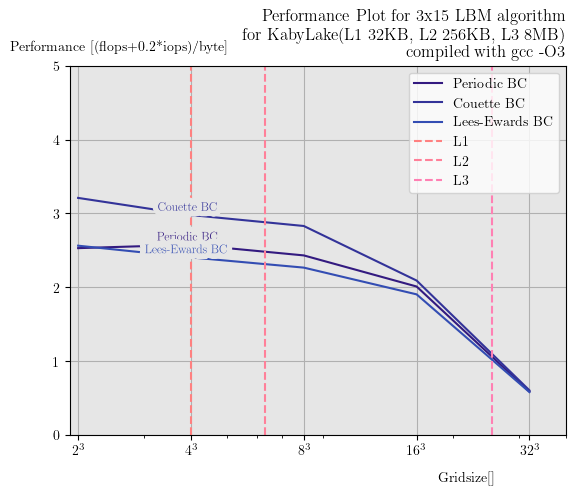 Performance Plot for 3x15 LBM algorithm
for KabyLake(L1 32KB, L2 256KB, L3 8MB)
compiled with gcc -O3
Performance [(flops+0.2*iops)/byte]
5
4
3
2
1
0
Periodic BC
Couette BC
Lees-Ewards BC
L1
L2
L3
Couette BC
Periodic BC
Lees-Ewards BC
2³ 4³ 8³ 16³ 32³
Gridsize[]